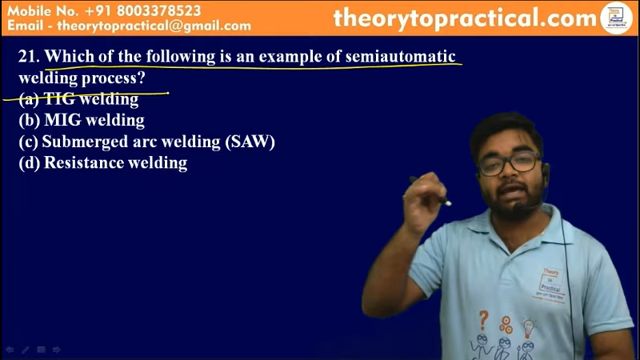 Mobile No. +91 8003378523
Email - theorytopractical@gmail.com
theorytopractical.com
21. Which of the following is an example of semiautomatic
welding process?
(a) TIG welding
(b) MIG welding
(c) Submerged arc welding (SAW)
(d) Resistance welding
Theory
Practical